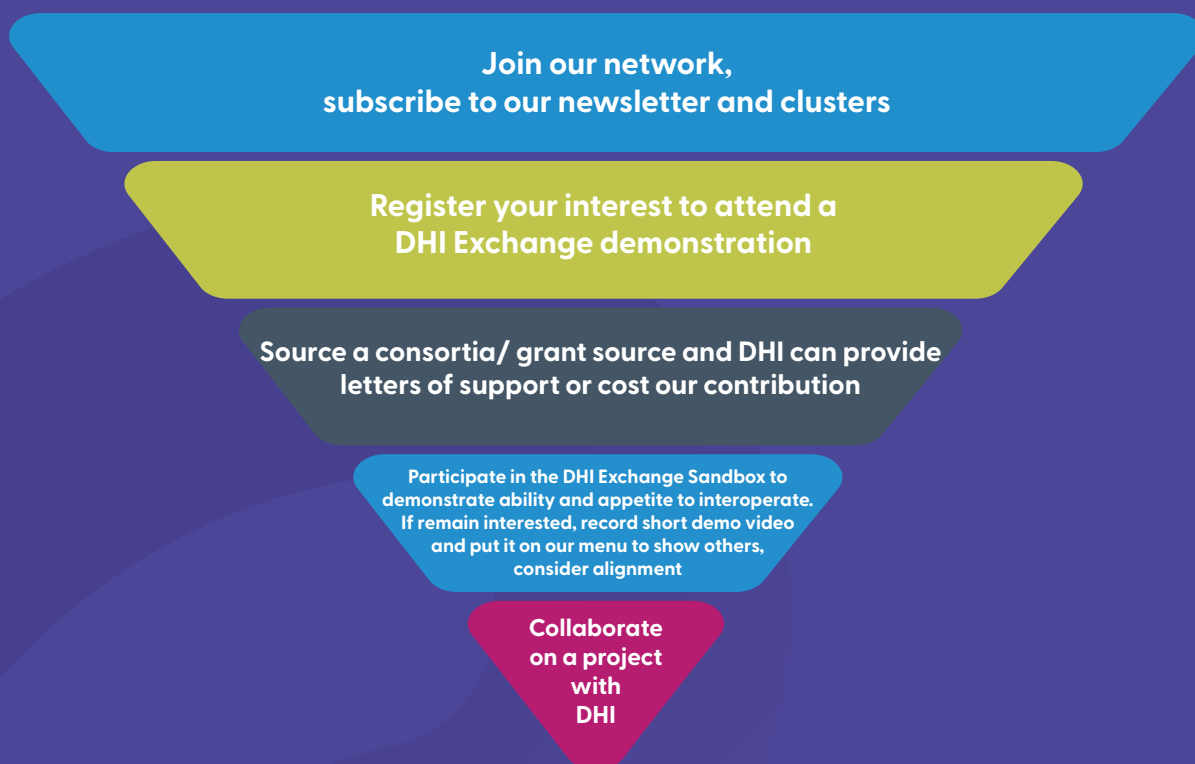 Join our network,
subscribe to our newsletter and clusters
Register your interest to attend a
DHI Exchange demonstration
Source a consortia/ grant source and DHI can provide
letters of support or cost our contribution
Participate in the DHI Exchange Sandbox to
demonstrate ability and appetite to interoperate.
If remain interested, record short demo video
and put it on our menu to show others,
consider alignment
Collaborate
on a project
with
DHI